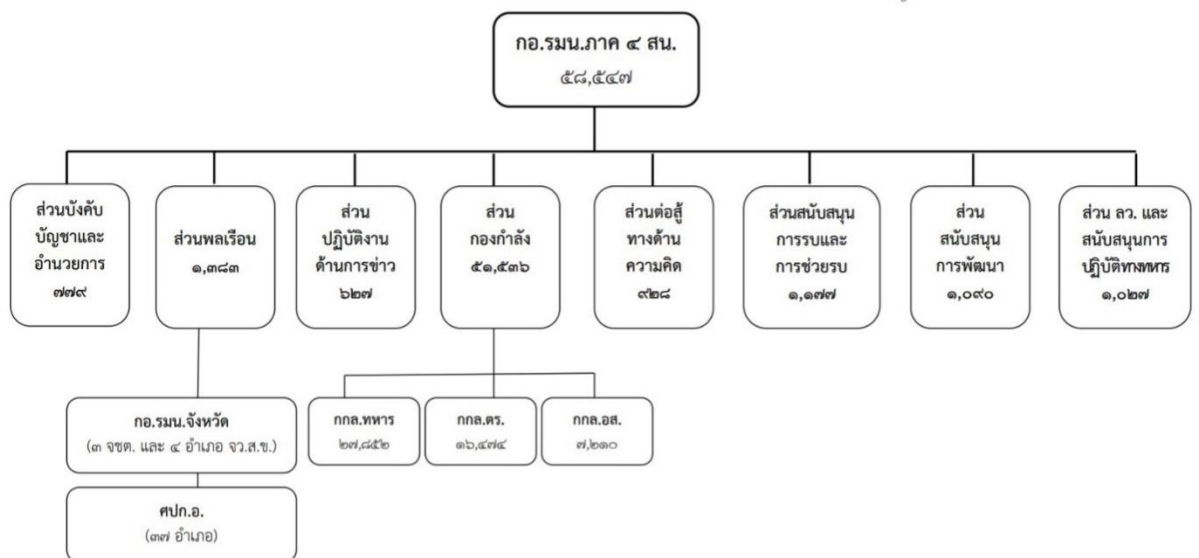 กอ.รมน.ภาค ๔ สน.
๕๘,๕๔๗
ส่วนบังคับ
บัญชาและ
อำนวยการ
๗๗๙
ส่วนพลเรือน
๑,๓๘๓
ส่วน
ปฏิบัติงาน
ด้านการข่าว
๖๒๗
ส่วน
กองกำลัง
๕๑,๕๓๖
ส่วนต่อสู้
ทางด้าน
ความคิด
๙๒๘
ส่วนสนับสนุน
การรบและ
การช่วยรบ
๑,๑๗๗
ส่วน
สนับสนุน
การพัฒนา
๑,๐๙๐
ส่วน ลว. และ
สนับสนุนการ
ปฏิบัติทางทหาร
๑,๐๒๗
กอ.รมน.จังหวัด
(๓ จชต. และ ๔ อำเภอ จว.ส.ข.)
กกล.ทหาร
๒๗,๘๕๒
กกล.ตร.
๑๖,๔๗๔
กกล.อส.
๗,๒๑๐
ศปก.อ.
(๓๗ อำเภอ)